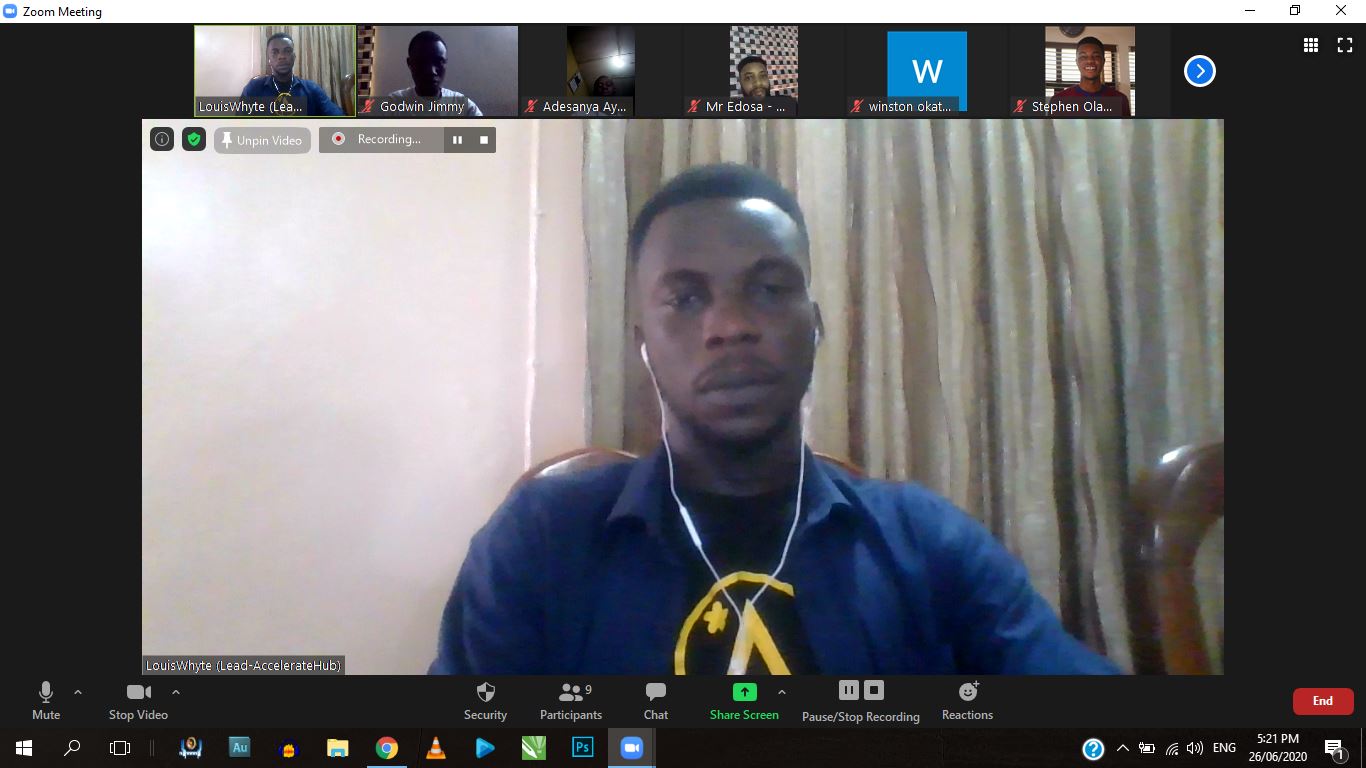 Zoom Meeting
LouisWhyte (Lea...
Godwin Jimmy
Adesanya Ay...
Mr Edosa - ...
W
winston okat...
Stephen Ola...
Unpin Video
Recording...
LouisWhyte (Lead-AccelerateHub)
9
Mute
Stop Video
Security
Participants
Chat
Share Screen
Pause/Stop Recording
Reactions
End
Au
Ps
?
ENG
5:21 PM
26/06/2020
1